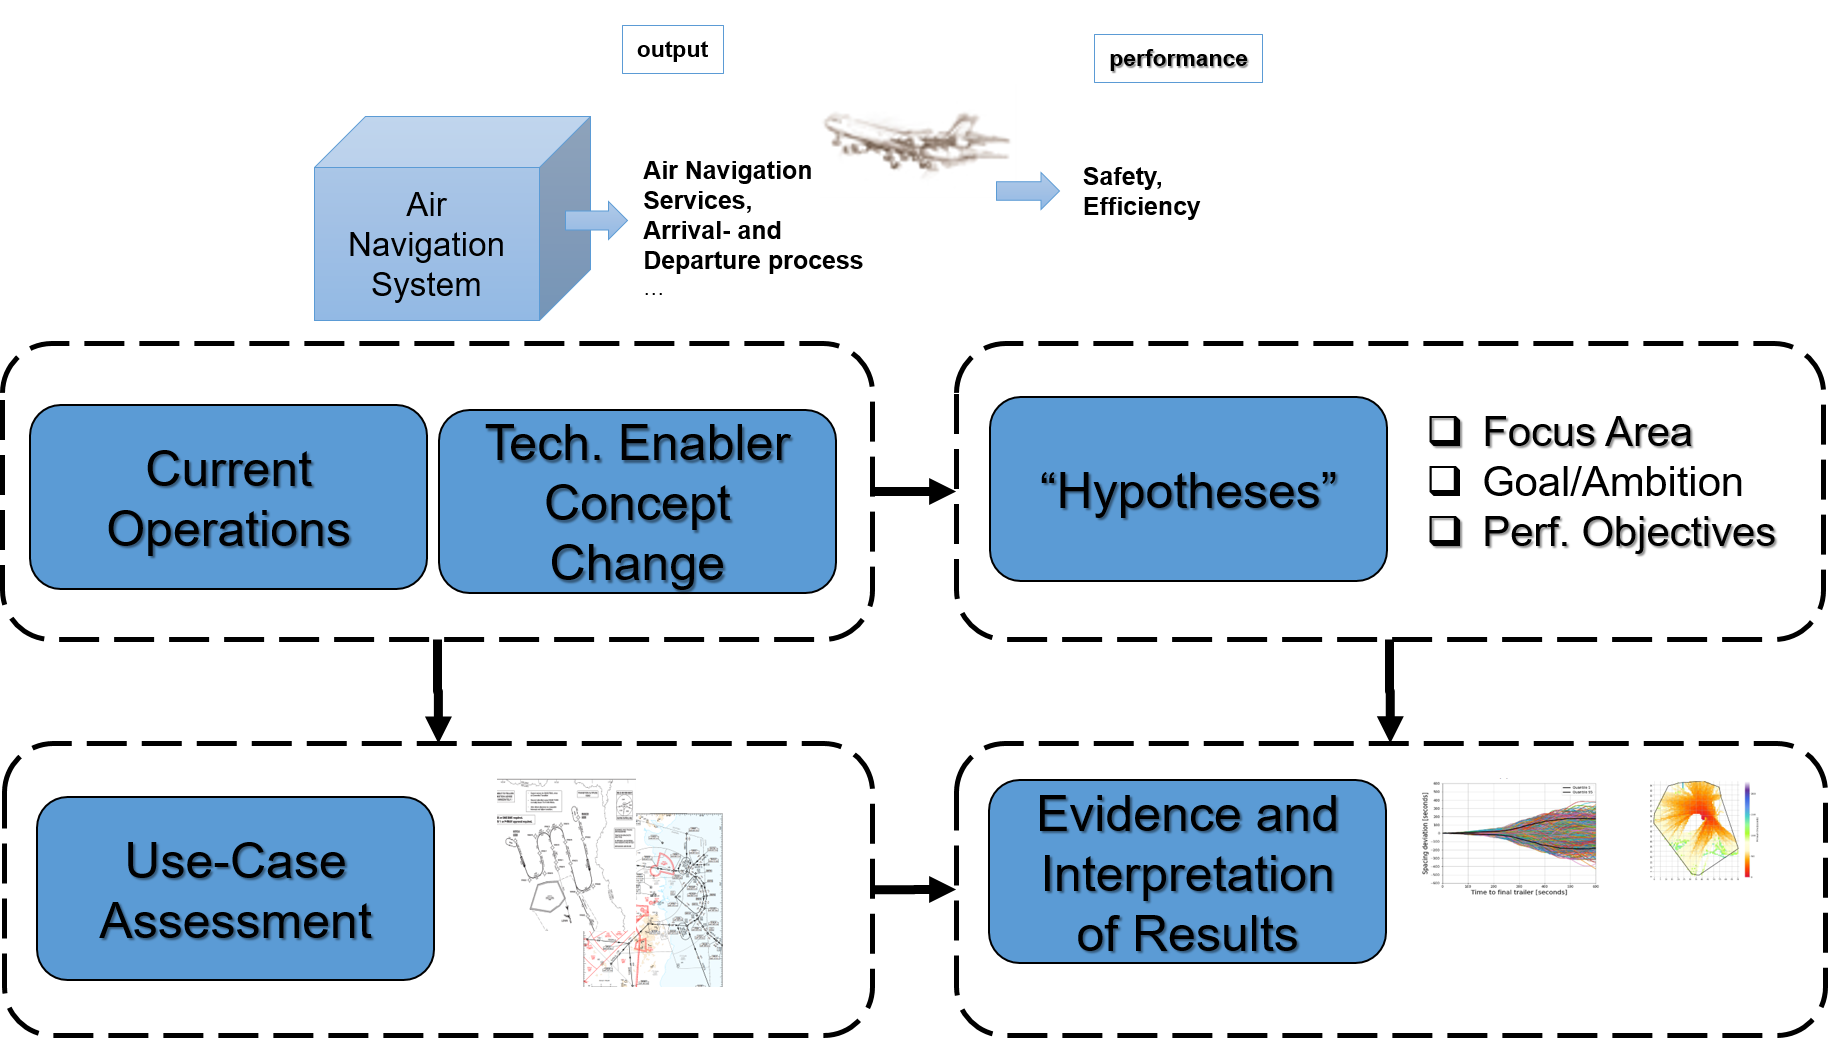 output
performance
Air
Navigation
System
Air Navigation
Services,
Arrival- and
Departure process
...
Safety,
Efficiency
Current
Operations
Tech. Enabler
Concept
Change
“Hypotheses”
Focus Area
Goal/Ambition
Perf. Objectives
Use-Case
Assessment
Evidence and
Interpretation
of Results
Spacing deviation [seconds]
Time to final trailer [seconds]